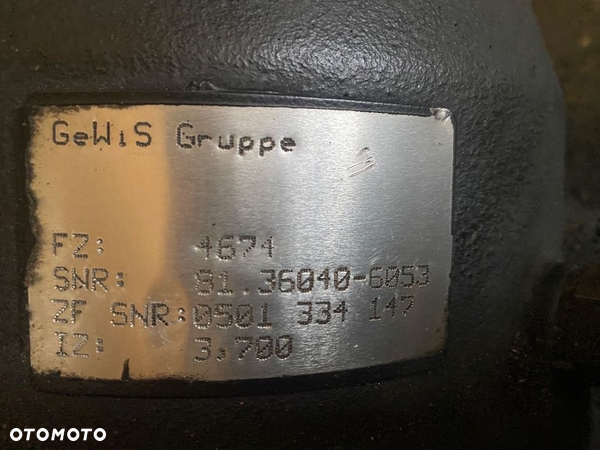 GeWiS Gruppe
FZ: 4674
SNR: 81.36040-6053
ZF SNR:0501 334 147
IZ: 3,700
OTOMOTO